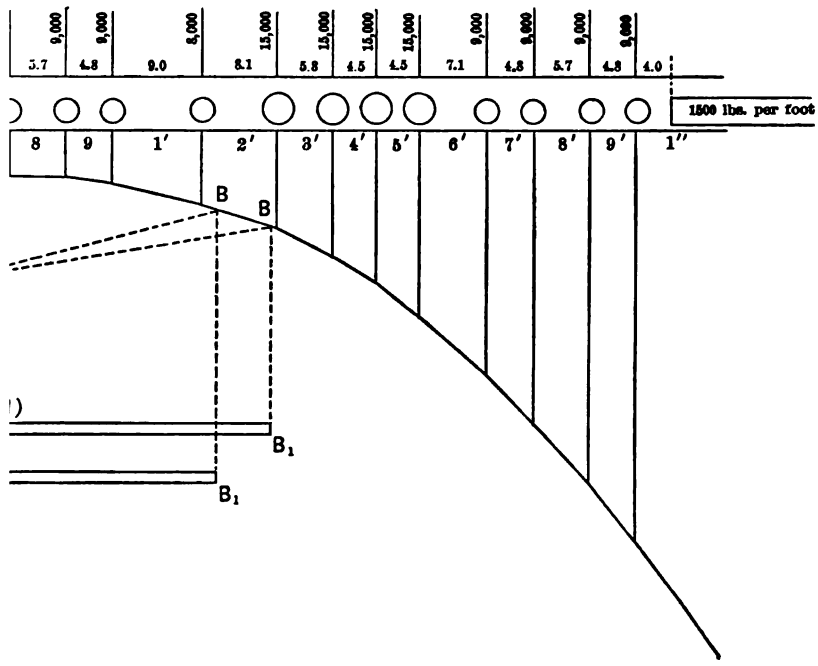 9,000 9,000 8,000 15,000 15,000 15,000 15,000 9,000 9,000 9,000 9,000
5.7 4.8 9.0 8.1 5.8 4.5 4.5 7.1 4.8 5.7 4.8 4.0
1500 lbs. per foot
8 9 1' 2' 3' 4' 5' 6' 7' 8' 9' 1''
B B
)
B₁
B₁